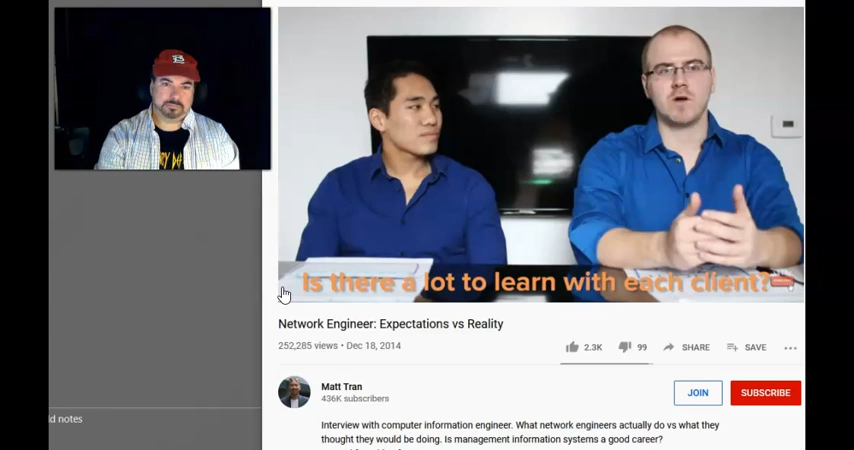 Is there a lot to learn with each client?
Network Engineer: Expectations vs Reality
252,285 views • Dec 18, 2014
2.3K
99
SHARE
SAVE
Matt Tran
436K subscribers
JOIN
SUBSCRIBE
Interview with computer information engineer. What network engineers actually do vs what they
thought they would be doing. Is management information systems a good career?
d notes